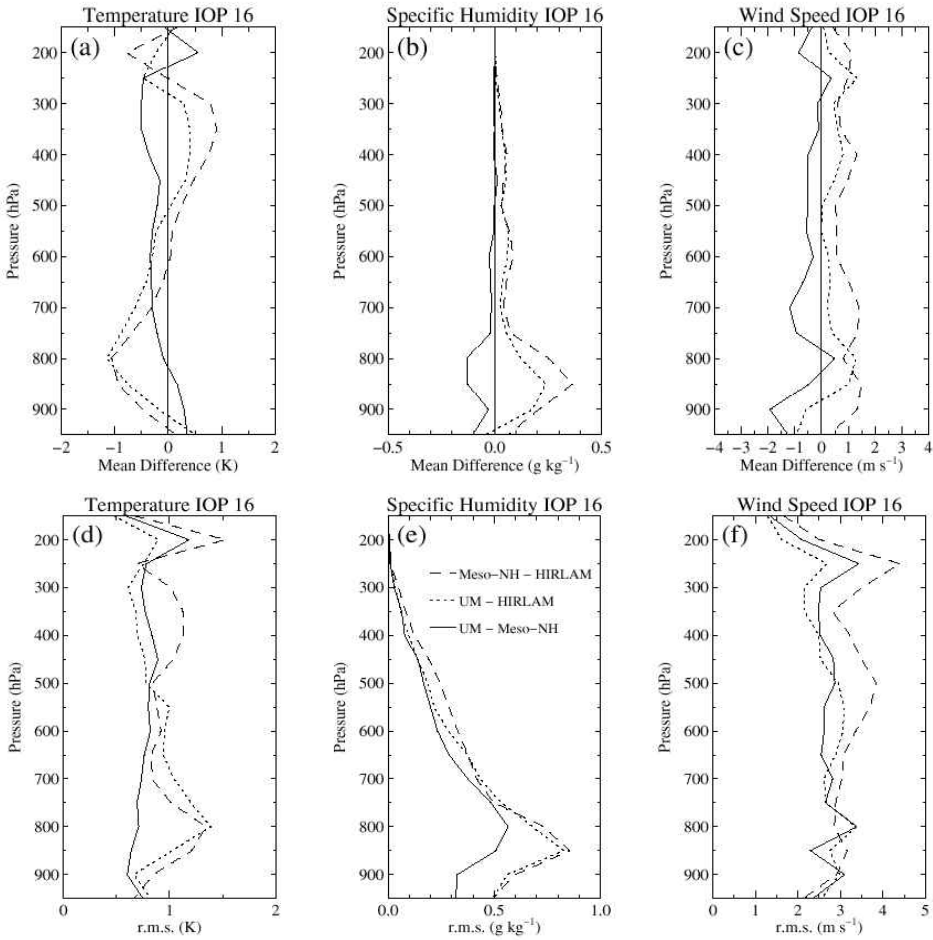 Temperature IOP 16
Specific Humidity IOP 16
Wind Speed IOP 16
(a)
(b)
(c)
200
300
400
500
600
700
800
900
Pressure (hPa)
−2 −1 0 1 2
Mean Difference (K)
200
300
400
500
600
700
800
900
Pressure (hPa)
−0.5 0.0 0.5
Mean Difference (g kg⁻¹)
200
300
400
500
600
700
800
900
Pressure (hPa)
−4 −3 −2 −1 0 1 2 3 4
Mean Difference (m s⁻¹)
Temperature IOP 16
Specific Humidity IOP 16
Wind Speed IOP 16
(d)
(e)
(f)
200
300
400
500
600
700
800
900
Pressure (hPa)
0 1 2
r.m.s. (K)
200
300
400
500
600
700
800
900
Pressure (hPa)
Meso−NH − HIRLAM
UM − HIRLAM
UM − Meso−NH
0.0 0.5 1.0
r.m.s. (g kg⁻¹)
200
300
400
500
600
700
800
900
Pressure (hPa)
0 1 2 3 4 5
r.m.s. (m s⁻¹)